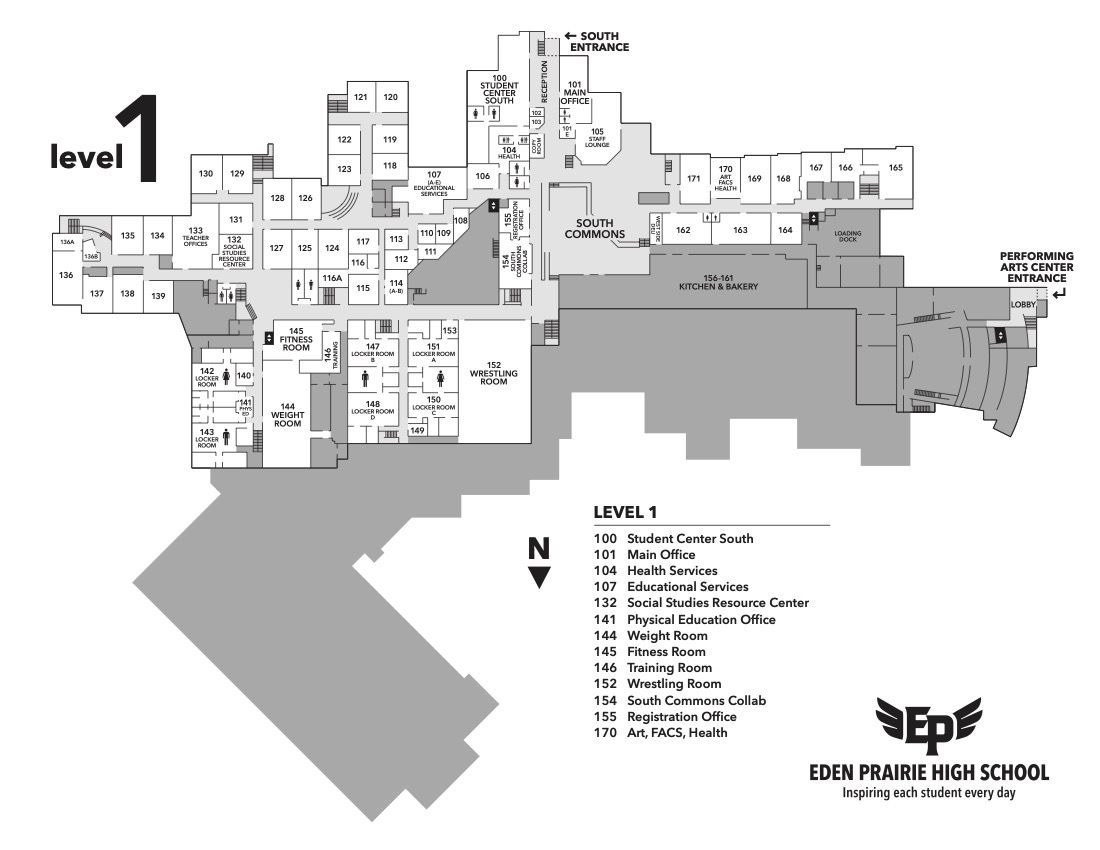 level 1
← SOUTH
ENTRANCE
100
STUDENT
CENTER
SOUTH
RECEPTION
101
MAIN
OFFICE
102
103
101
E
105
STAFF
LOUNGE
COPY
ROOM
104
HEALTH
106
121
120
122
119
123
118
107
(A-E)
EDUCATIONAL
SERVICES
130
129
128
126
108
110
109
111
113
112
114
(A-B)
117
116
116A
115
127
125
124
131
132
SOCIAL
STUDIES
RESOURCE
CENTER
133
TEACHER
OFFICES
134
135
136A
136B
136
137
138
139
155
REGISTRATION
OFFICE
154
SOUTH
COMMONS
COLLAB
SOUTH
COMMONS
171
170
ART
FACS
HEALTH
169
168
167
166
165
WEST SIDE
DELI
162
163
164
LOADING
DOCK
156-161
KITCHEN & BAKERY
PERFORMING
ARTS CENTER
ENTRANCE
LOBBY
145
FITNESS
ROOM
146
TRAINING
147
LOCKER ROOM
B
151
LOCKER ROOM
A
153
152
WRESTLING
ROOM
142
LOCKER
ROOM
140
141
PHYS
ED
143
LOCKER
ROOM
144
WEIGHT
ROOM
148
LOCKER ROOM
D
150
LOCKER ROOM
C
149
N
LEVEL 1
100 Student Center South
101 Main Office
104 Health Services
107 Educational Services
132 Social Studies Resource Center
141 Physical Education Office
144 Weight Room
145 Fitness Room
146 Training Room
152 Wrestling Room
154 South Commons Collab
155 Registration Office
170 Art, FACS, Health
EP
EDEN PRAIRIE HIGH SCHOOL
Inspiring each student every day